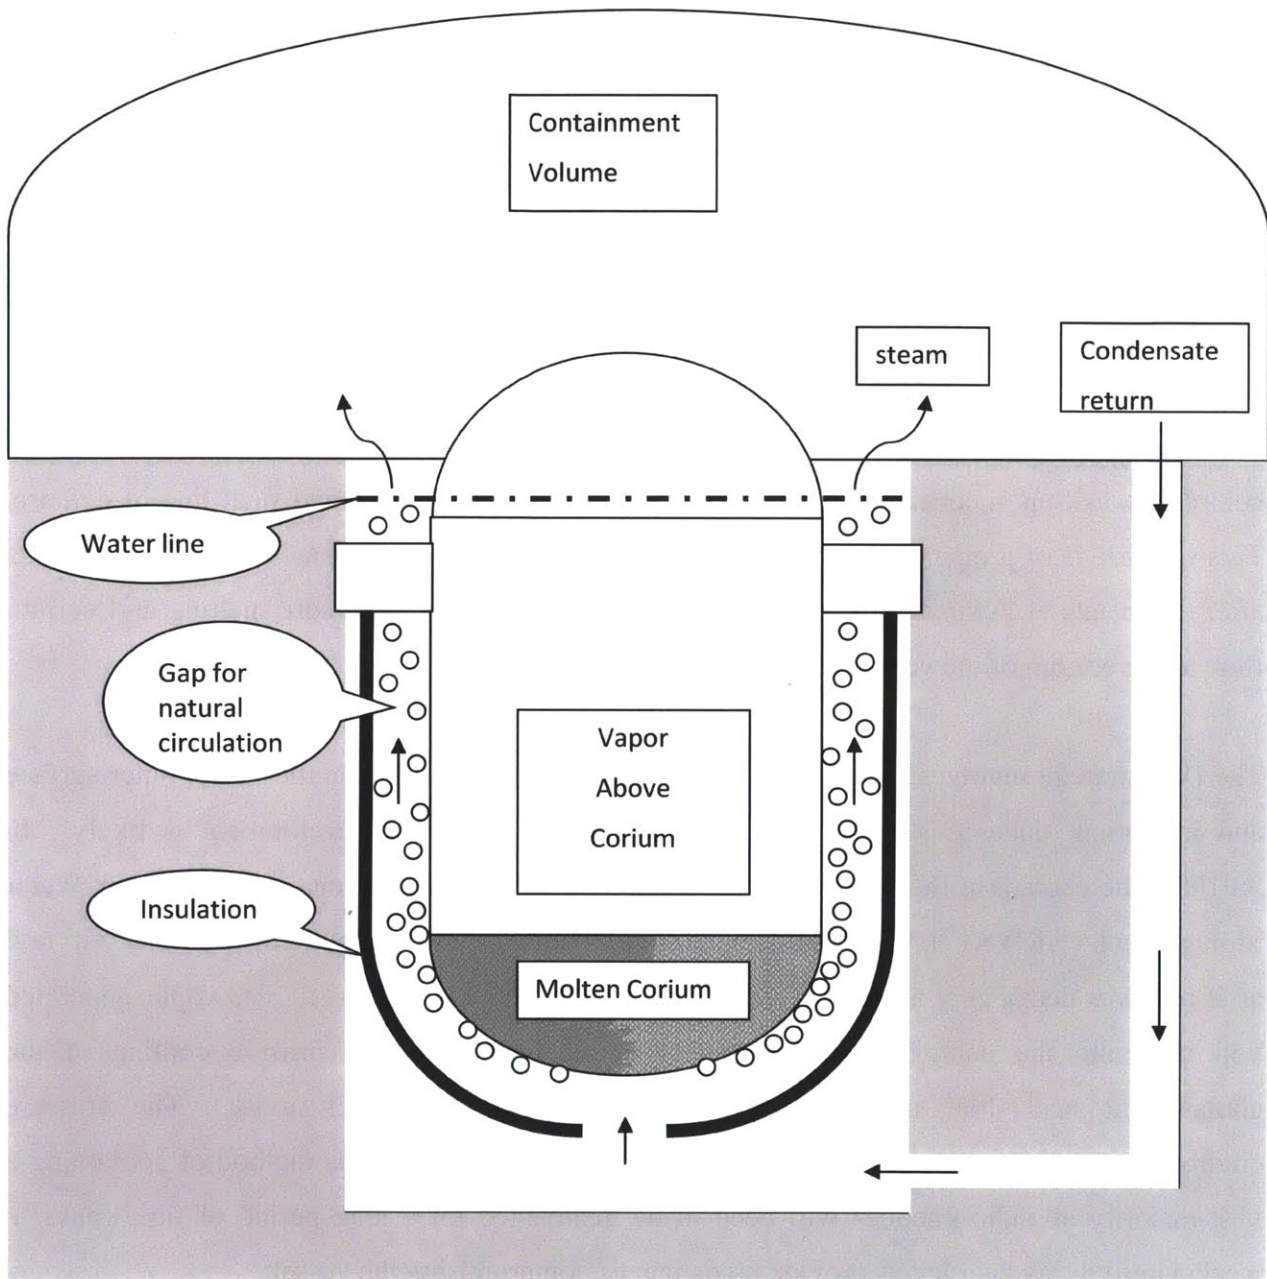 Containment
Volume
steam
Condensate
return
Water line
Gap for
natural
circulation
Vapor
Above
Corium
Insulation
Molten Corium